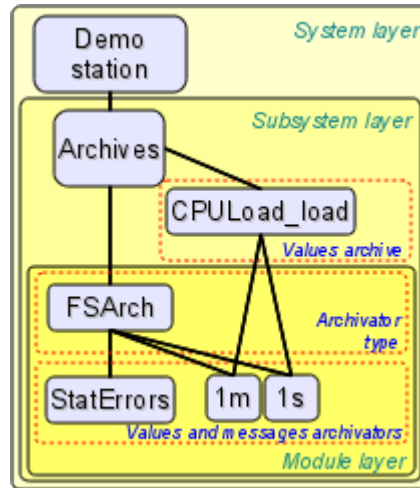 System layer
Demo
station
Subsystem layer
Archives
CPULoad_load
Values archive
FSArch
Archivator
type
StatErrors
1m
1s
Values and messages archivators
Module layer